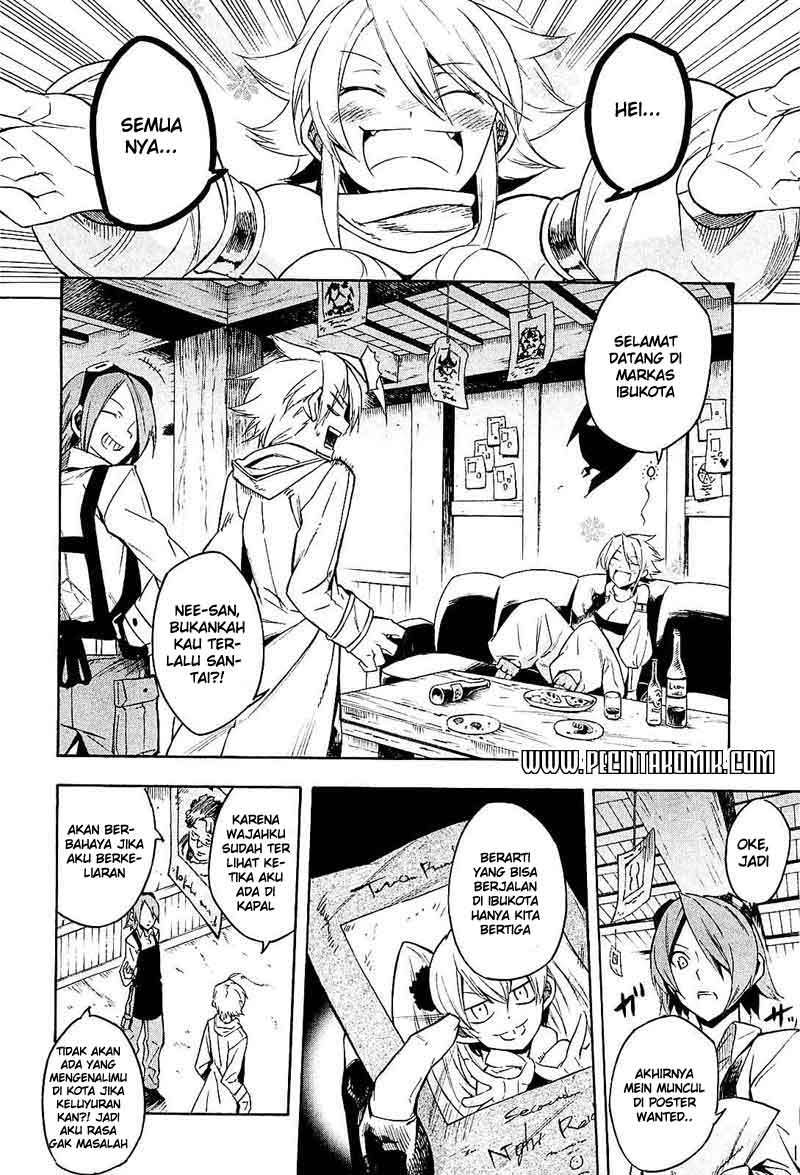 HEI...
SEMUA
NYA...
SELAMAT
DATANG DI
MARKAS
IBUKOTA
NEE-SAN,
BUKANKAH
KAU TER-
LALU SAN-
TAI?!
WWW.PECINTAKOMIK.COM
OKE,
JADI
AKHIRNYA
MEIN MUNCUL
DI POSTER
WANTED..
BERARTI
YANG BISA
BERJALAN
DI IBUKOTA
HANYA KITA
BERTIGA
KARENA
WAJAHKU
SUDAH TER
LIHAT KE-
TIKA AKU
ADA DI
KAPAL
AKAN BER-
BAHAYA JIKA
AKU BERKE-
LIARAN
TIDAK AKAN
ADA YANG
MENGENALIMU
DI KOTA JIKA
KELUYURAN
KAN?! JADI
AKU RASA
GAK MASALAH